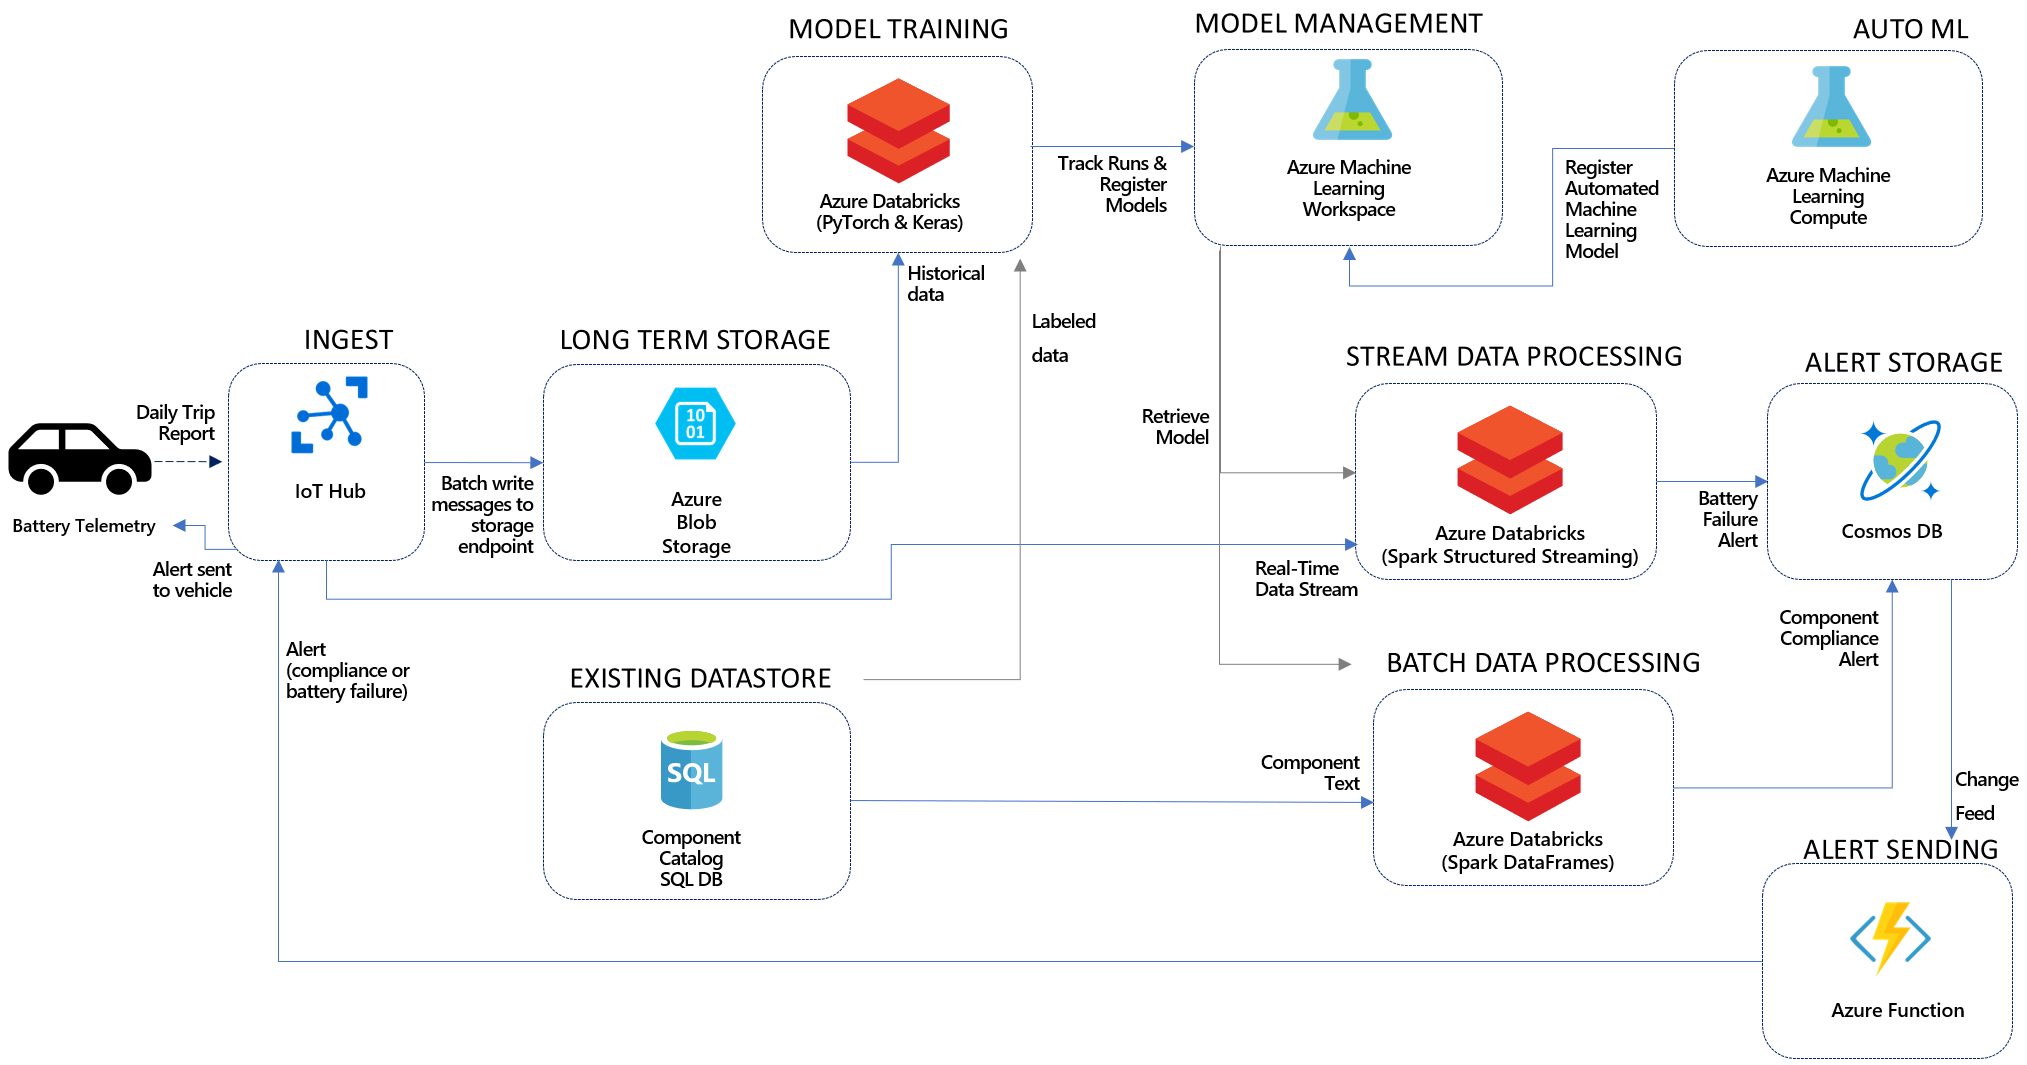 MODEL TRAINING
MODEL MANAGEMENT
AUTO ML
Azure Databricks
(PyTorch & Keras)
Track Runs &
Register
Models
Azure Machine
Learning
Workspace
Register
Automated
Machine
Learning
Model
Azure Machine
Learning
Compute
Historical
data
Labeled
data
INGEST
LONG TERM STORAGE
STREAM DATA PROCESSING
ALERT STORAGE
Daily Trip
Report
Battery Telemetry
IoT Hub
Batch write
messages to
storage
endpoint
10
01
Azure
Blob
Storage
Retrieve
Model
Azure Databricks
(Spark Structured Streaming)
Battery
Failure
Alert
Cosmos DB
Alert sent
to vehicle
Real-Time
Data Stream
Alert
(compliance or
battery failure)
Component
Compliance
Alert
EXISTING DATASTORE
BATCH DATA PROCESSING
SQL
Component
Catalog
SQL DB
Component
Text
Azure Databricks
(Spark DataFrames)
Change
Feed
ALERT SENDING
Azure Function